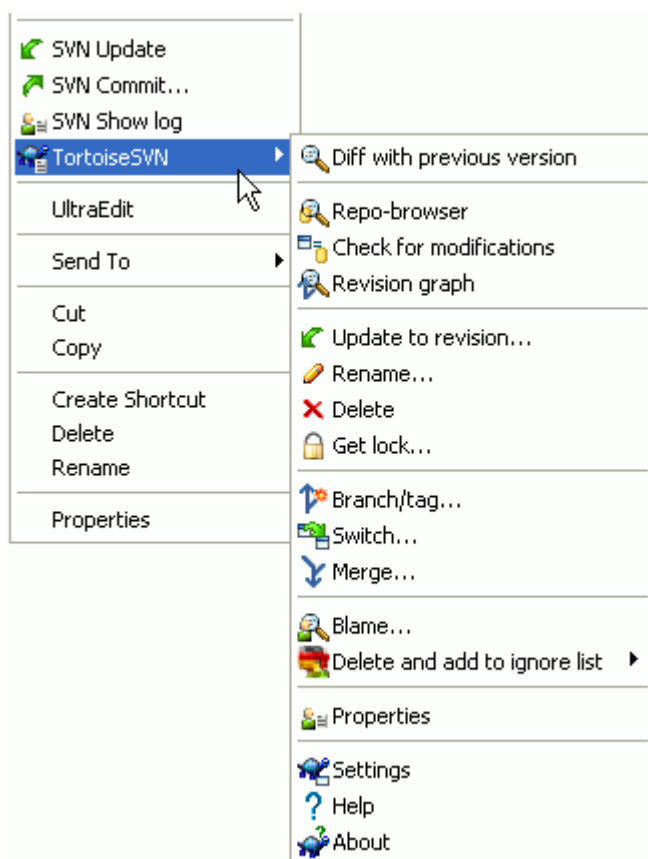 SVN Update
SVN Commit...
SVN Show log
TortoiseSVN
UltraEdit
Send To
Cut
Copy
Create Shortcut
Delete
Rename
Properties
Diff with previous version
Repo-browser
Check for modifications
Revision graph
Update to revision...
Rename...
Delete
Get lock...
Branch/tag...
Switch...
Merge...
Blame...
Delete and add to ignore list
Properties
Settings
Help
About